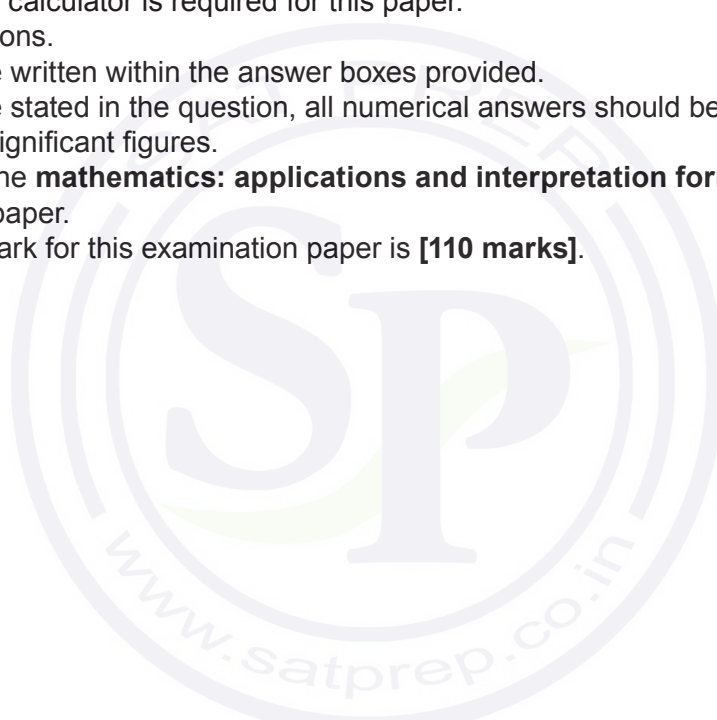 calculator is required for this paper.
ons.
e written within the answer boxes provided.
e stated in the question, all numerical answers should be
ignificant figures.
ne mathematics: applications and interpretation for
paper.
ark for this examination paper is [110 marks].
SAT PREP
SP
www.satprep.co.in